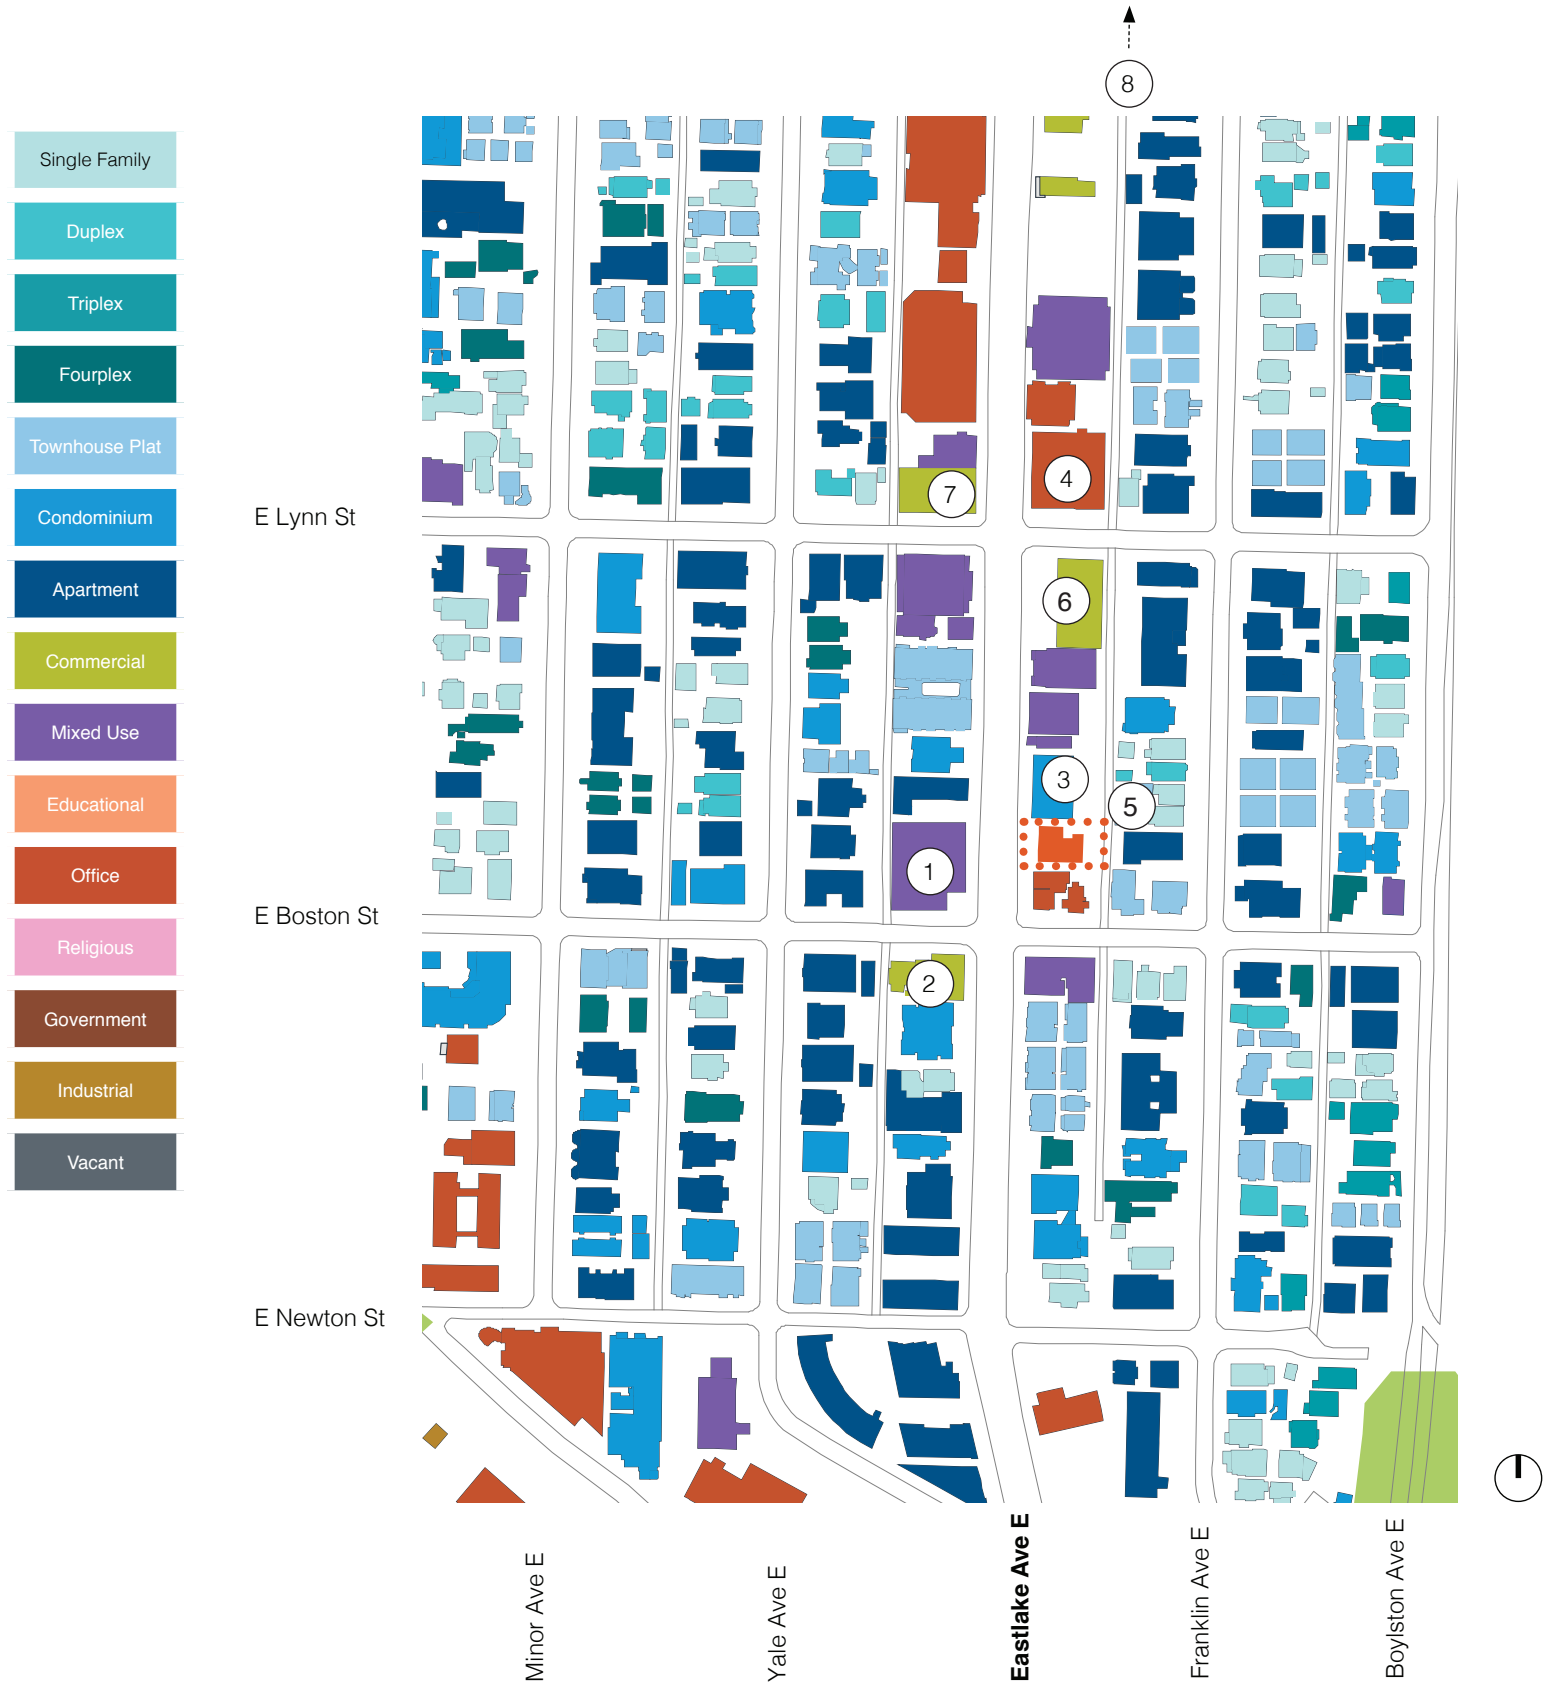 8
Single Family
Duplex
Triplex
Fourplex
Townhouse Plat
Condominium
Apartment
Commercial
Mixed Use
Educational
Office
Religious
Government
Industrial
Vacant
4
7
E Lynn St
6
3
5
1
E Boston St
2
E Newton St
Minor Ave E
Yale Ave E
Eastlake Ave E
Franklin Ave E
Boylston Ave E